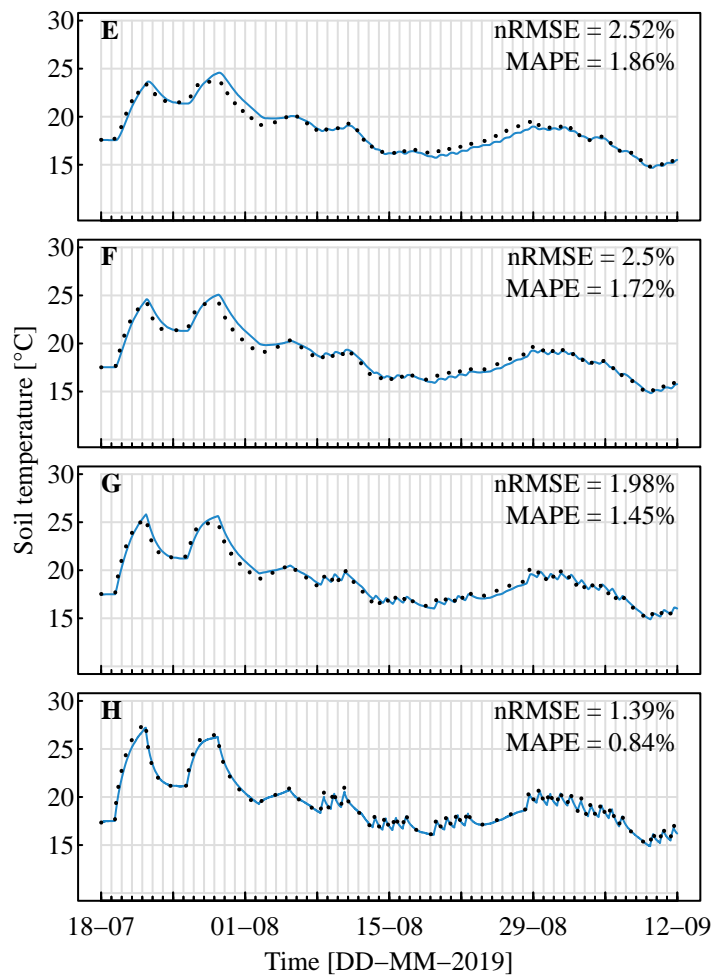 E
nRMSE = 2.52%
MAPE = 1.86%
30
25
20
15
F
nRMSE = 2.5%
MAPE = 1.72%
30
25
20
15
G
nRMSE = 1.98%
MAPE = 1.45%
30
25
20
15
H
nRMSE = 1.39%
MAPE = 0.84%
30
25
20
15
Soil temperature [°C]
18−07 01−08 15−08 29−08 12−09
Time [DD−MM−2019]